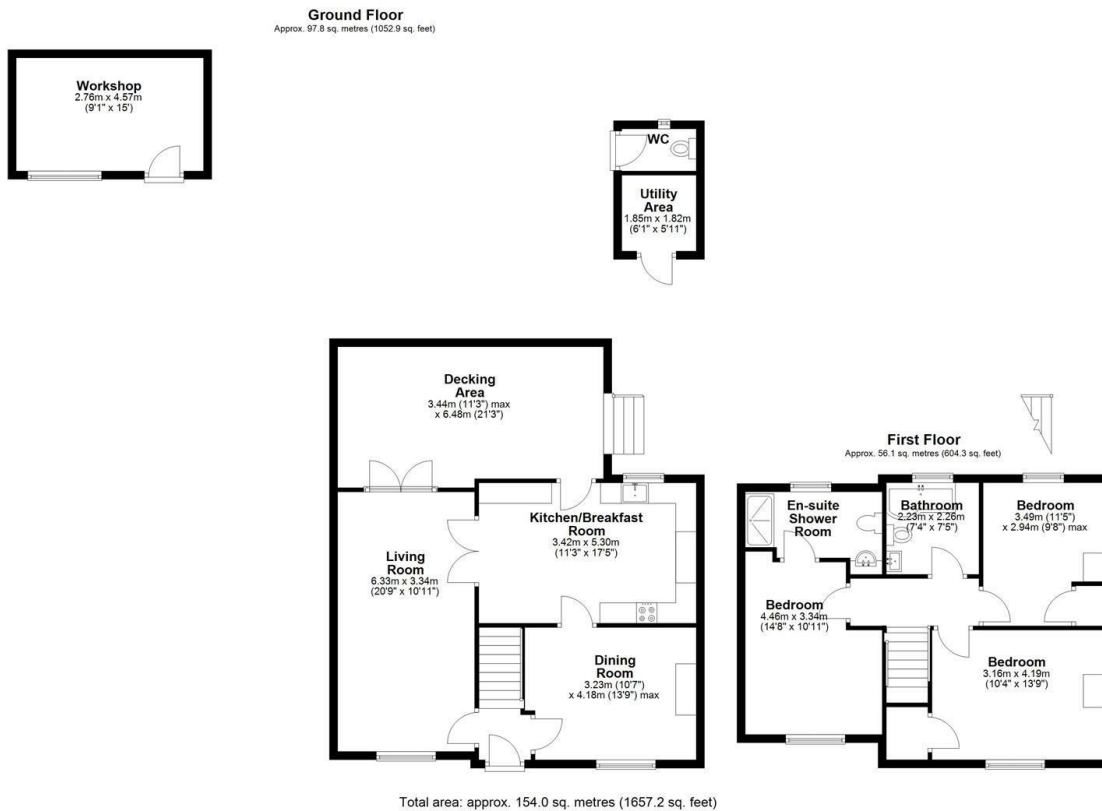 Ground Floor
Approx. 97.8 sq. metres (1052.9 sq. feet)
Workshop
2.76m x 4.57m
(9'1" x 15')
WC
Utility
Area
1.85m x 1.82m
(6'1" x 5'11")
Decking
Area
3.44m (11'3") max
x 6.48m (21'3")
Kitchen/Breakfast
Room
3.42m x 5.30m
(11'3" x 17'5")
Living
Room
6.33m x 3.34m
(20'9" x 10'11")
Dining
Room
3.23m (10'7")
x 4.18m (13'9") max
First Floor
Approx. 56.1 sq. metres (604.3 sq. feet)
En-suite
Shower
Room
Bathroom
2.23m x 2.26m
(7'4" x 7'5")
Bedroom
3.49m (11'5")
x 2.94m (9'8") max
Bedroom
4.46m x 3.34m
(14'8" x 10'11")
Bedroom
3.16m x 4.19m
(10'4" x 13'9")
Total area: approx. 154.0 sq. metres (1657.2 sq. feet)